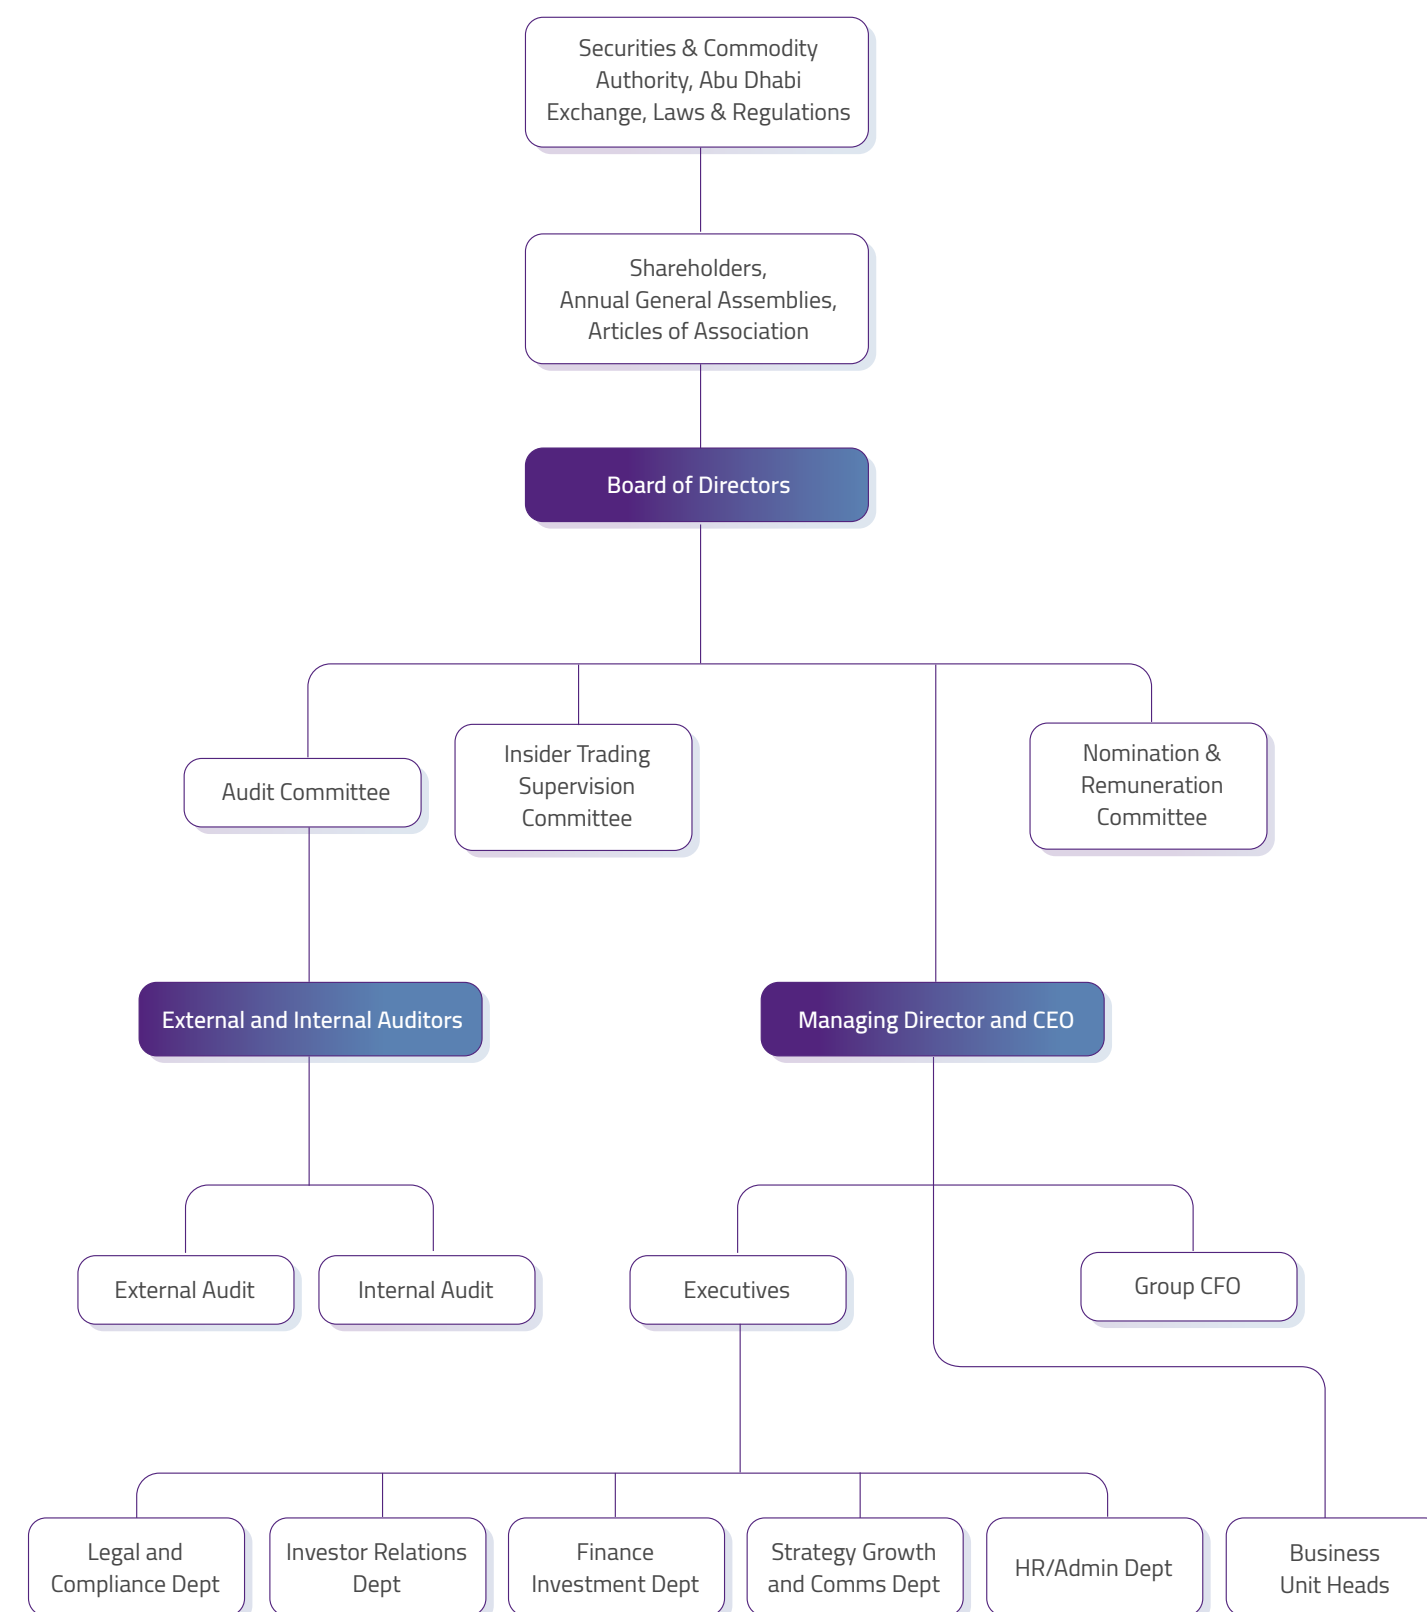 Securities & Commodity
Authority, Abu Dhabi
Exchange, Laws & Regulations
Shareholders,
Annual General Assemblies,
Articles of Association
Board of Directors
Audit Committee
Insider Trading
Supervision
Committee
Nomination &
Remuneration
Committee
External and Internal Auditors
Managing Director and CEO
External Audit
Internal Audit
Executives
Group CFO
Legal and
Compliance Dept
Investor Relations
Dept
Finance
Investment Dept
Strategy Growth
and Comms Dept
HR/Admin Dept
Business
Unit Heads